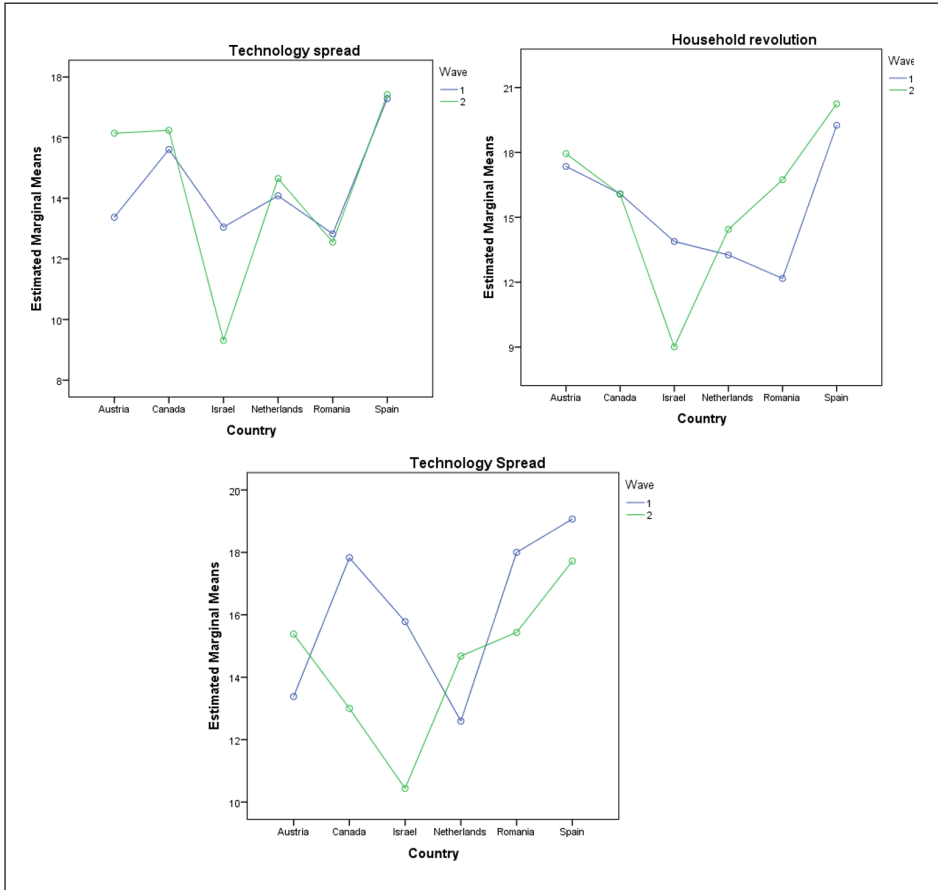 Technology spread
Wave
1
2
Estimated Marginal Means
18
16
14
12
10
8
Austria Canada Israel Netherlands Romania Spain
Country
Household revolution
Wave
1
2
Estimated Marginal Means
21
18
15
12
9
Austria Canada Israel Netherlands Romania Spain
Country
Technology Spread
Wave
1
2
Estimated Marginal Means
20
18
16
14
12
10
Austria Canada Israel Netherlands Romania Spain
Country